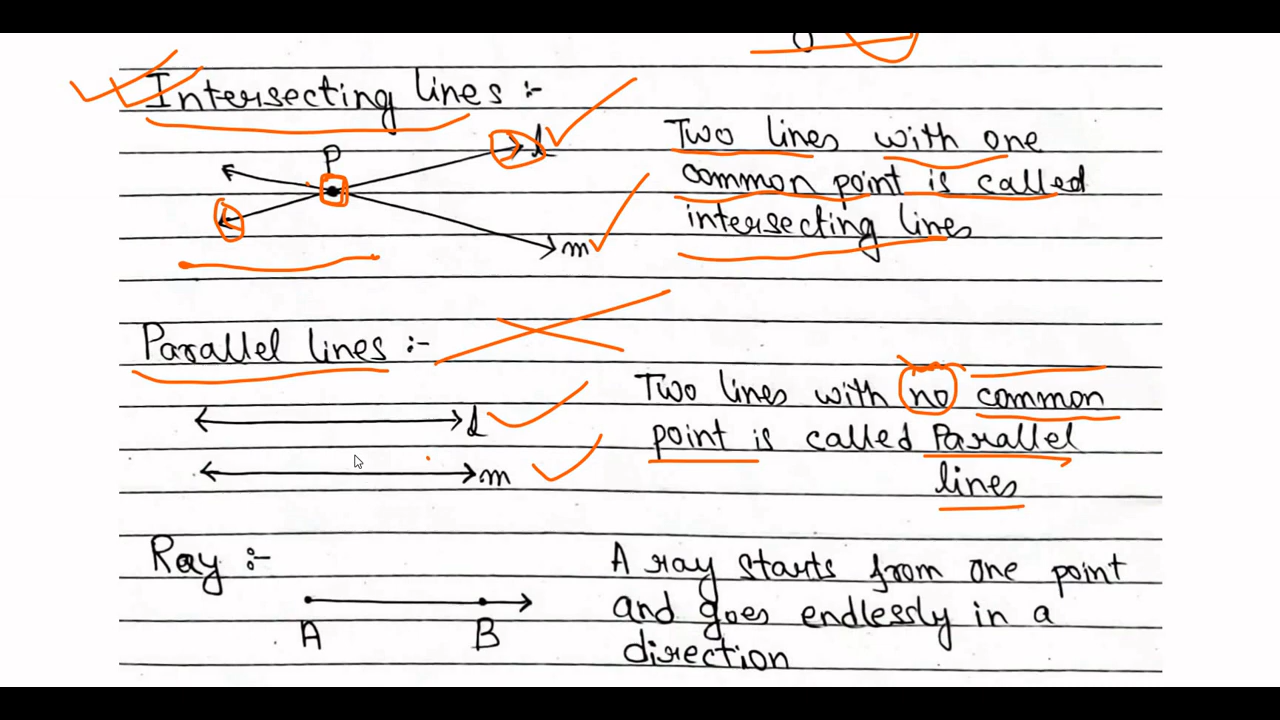 Intersecting lines :-
P
l
m
Two lines with one
common point is called
intersecting lines
Parallel lines :-
l
m
Two lines with no common
point is called Parallel
lines
Ray :-
A B
A ray starts from one point
and goes endlessly in a
direction